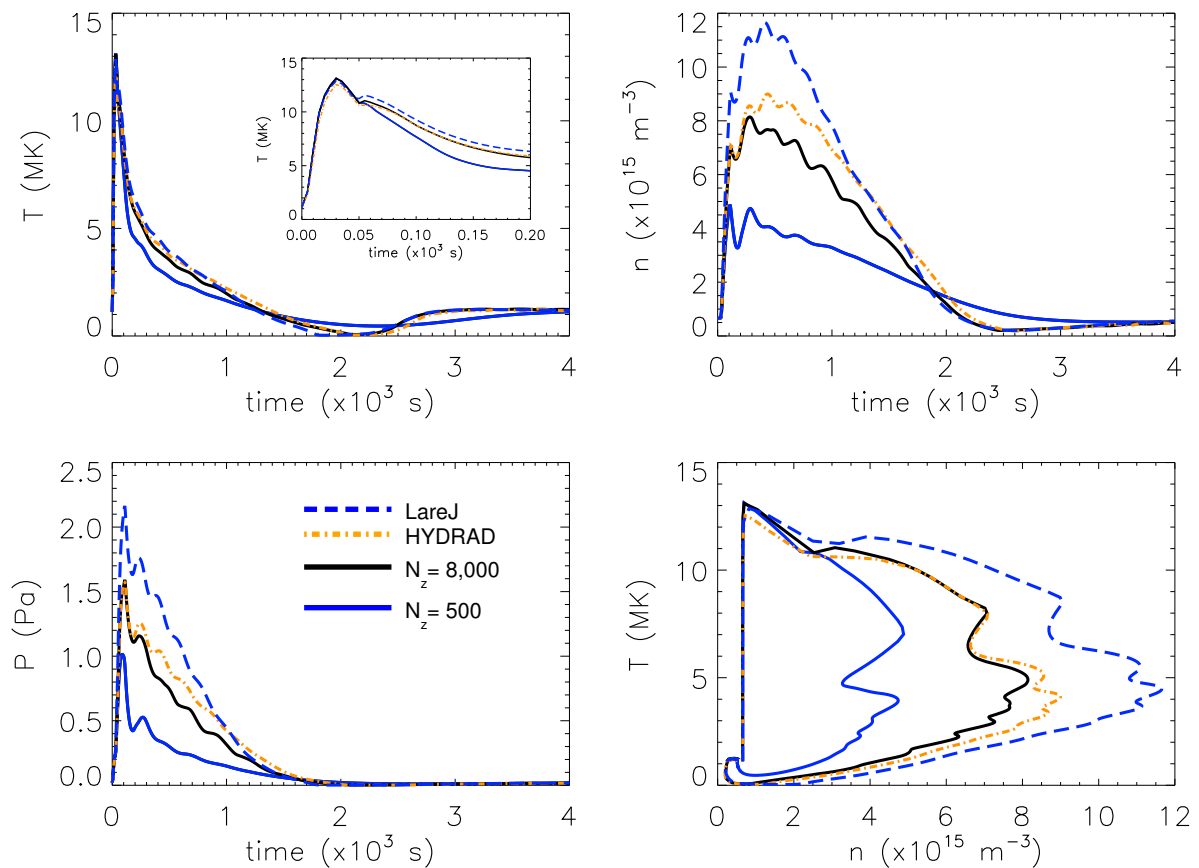 15
10
5
0
T (MK)
0 1 2 3 4
time (x10³ s)
15
10
5
0
T (MK)
0.00 0.05 0.10 0.15 0.20
time (x10³ s)
12
10
8
6
4
2
0
n (x10¹⁵ m⁻³)
0 1 2 3 4
time (x10³ s)
2.5
2.0
1.5
1.0
0.5
0.0
P (Pa)
LareJ
HYDRAD
N_z = 8,000
N_z = 500
0 1 2 3 4
time (x10³ s)
15
10
5
0
T (MK)
0 2 4 6 8 10 12
n (x10¹⁵ m⁻³)